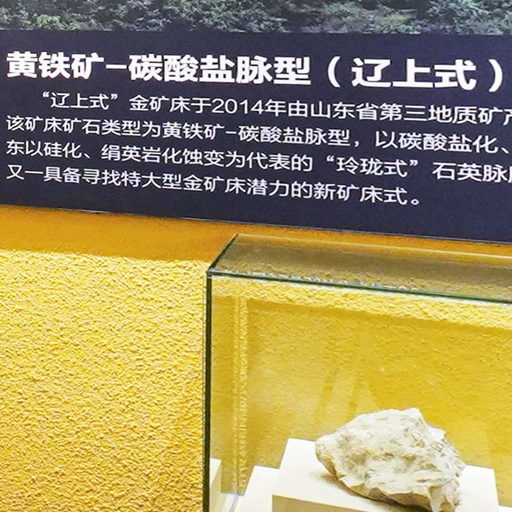 黄铁矿-碳酸盐脉型（辽上式）
“辽上式”金矿床于2014年由山东省第三地质矿产
该矿床矿石类型为黄铁矿-碳酸盐脉型，以碳酸盐化、
东以硅化、绢英岩化蚀变为代表的“玲珑式”石英脉
又一具备寻找特大型金矿床潜力的新矿床式。